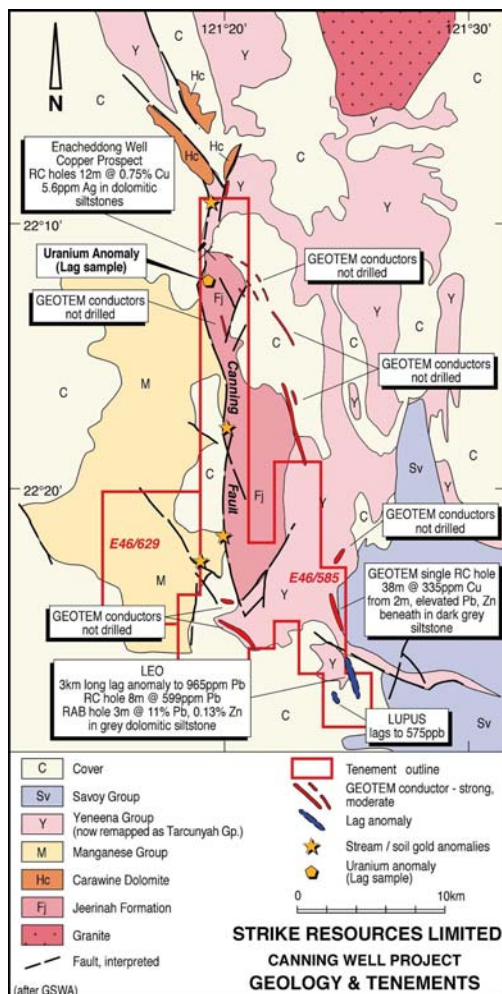 121°20'
121°30'
N
Y
C
Y
C
Hc
C
Hc
Y
C
Hc
Hc
Y
Enacheddong Well
Copper Prospect
RC holes 12m @ 0.75% Cu
5.6ppm Ag in dolomitic
siltstones
22°10'
Uranium Anomaly
(Lag sample)
GEOTEM conductors
not drilled
GEOTEM conductors
not drilled
Fj
C
Y
C
Y
GEOTEM conductors
not drilled
C
M
Canning
Fault
C
Y
Sv
22°20'
Fj
Y
C
GEOTEM conductors
not drilled
E46/629
E46/585
M
Y
GEOTEM single RC hole
38m @ 335ppm Cu
from 2m, elevated Pb, Zn
beneath in dark grey
siltstone
GEOTEM conductors
not drilled
C
LEO
3km long lag anomaly to 965ppm Pb
RC hole 8m @ 599ppm Pb
RAB hole 3m @ 11% Pb, 0.13% Zn
in grey dolomitic siltstone
Y
C
Sv
LUPUS
lags to 575ppb
C Cover
Sv Savoy Group
Y Yeneena Group
(now remapped as Tarcunyah Gp.)
M Manganese Group
Hc Carawine Dolomite
Fj Jeerinah Formation
Granite
Fault, interpreted
(after GSWA)
Tenement outline
GEOTEM conductor - strong,
moderate
Lag anomaly
Stream / soil gold anomalies
Uranium anomaly
(Lag sample)
0 10km
STRIKE RESOURCES LIMITED
CANNING WELL PROJECT
GEOLOGY & TENEMENTS